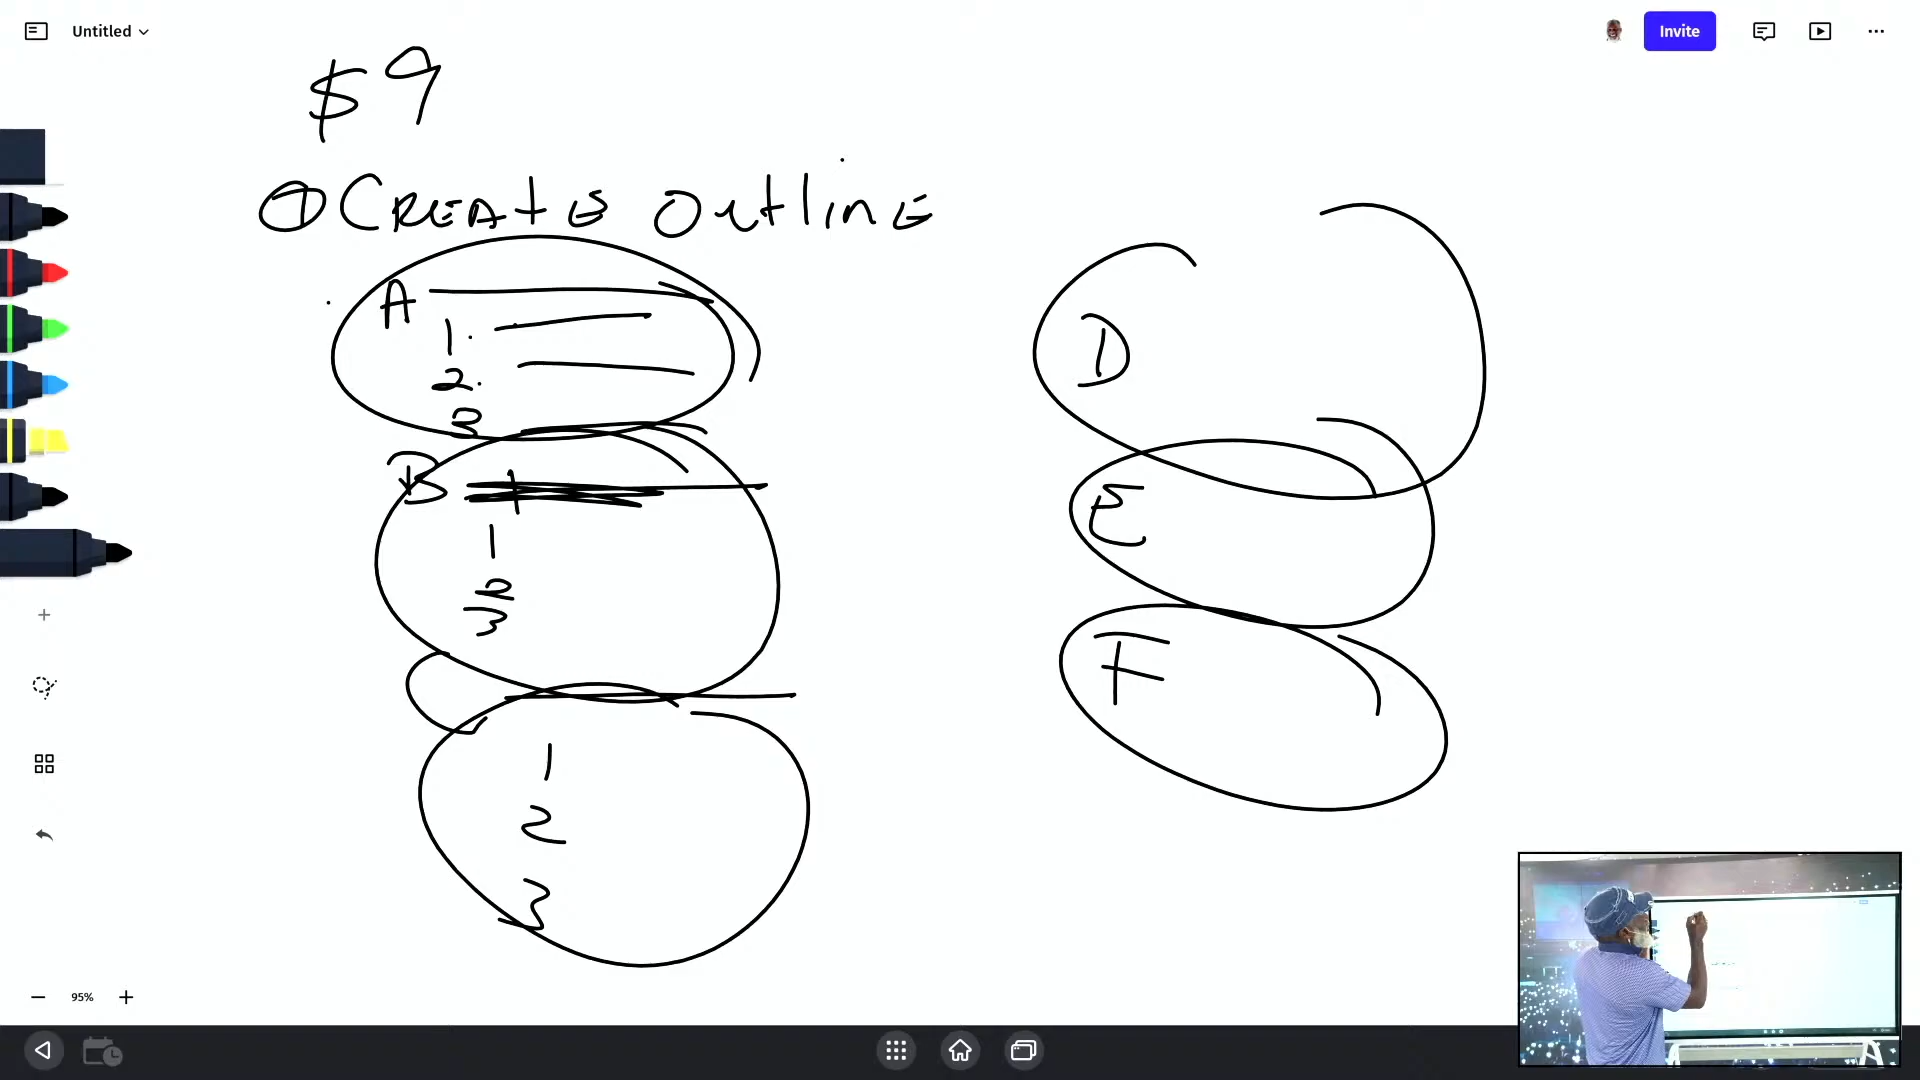 Untitled
Invite
$9
① Create Outline
A
1.
2.
3
B
1
2
3
C
1
2
3
D
E
F
95%